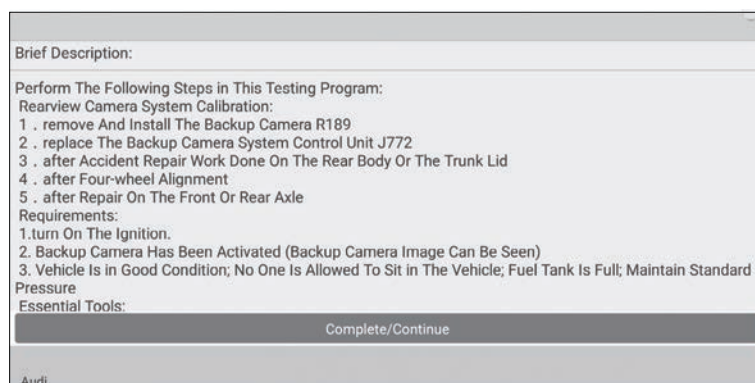 Brief Description:
Perform The Following Steps in This Testing Program:
Rearview Camera System Calibration:
1 . remove And Install The Backup Camera R189
2 . replace The Backup Camera System Control Unit J772
3 . after Accident Repair Work Done On The Rear Body Or The Trunk Lid
4 . after Four-wheel Alignment
5 . after Repair On The Front Or Rear Axle
Requirements:
1.turn On The Ignition.
2. Backup Camera Has Been Activated (Backup Camera Image Can Be Seen)
3. Vehicle Is in Good Condition; No One Is Allowed To Sit in The Vehicle; Fuel Tank Is Full; Maintain Standard
Pressure
Essential Tools:
Complete/Continue
Audi